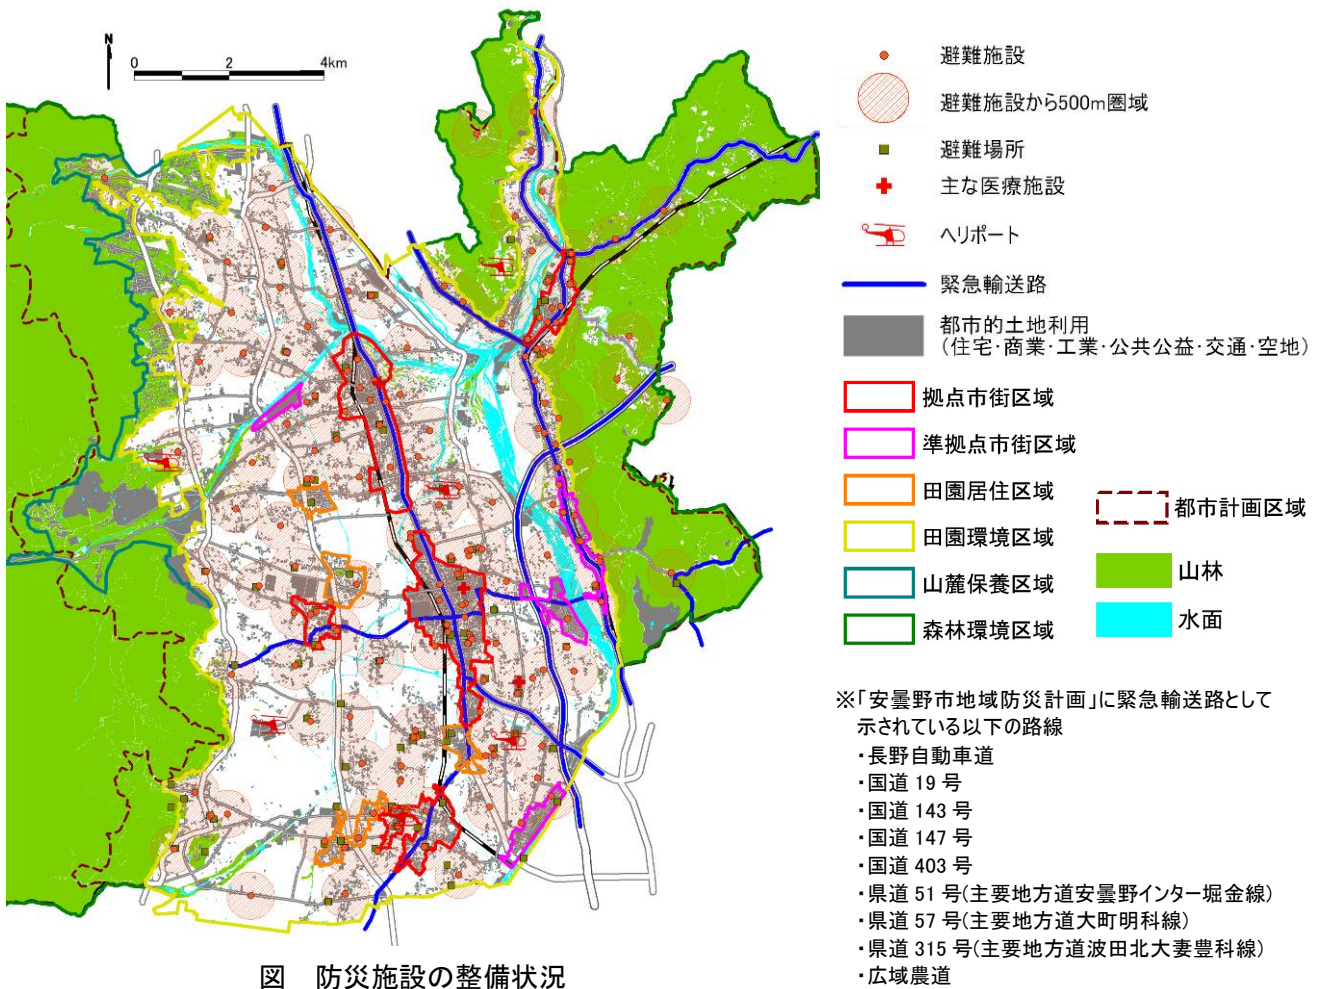 N
0 2 4km
避難施設
避難施設から500m圏域
避難場所
主な医療施設
ヘリポート
緊急輸送路
都市的土地利用
(住宅・商業・工業・公共公益・交通・空地)
拠点市街区域
準拠点市街区域
田園居住区域
田園環境区域
山麓保養区域
森林環境区域
都市計画区域
山林
水面
※「安曇野市地域防災計画」に緊急輸送路として
示されている以下の路線
・長野自動車道
・国道 19 号
・国道 143 号
・国道 147 号
・国道 403 号
・県道 51 号(主要地方道安曇野インター堀金線)
・県道 57 号(主要地方道大町明科線)
・県道 315 号(主要地方道波田北大妻豊科線)
・広域農道
図 防災施設の整備状況